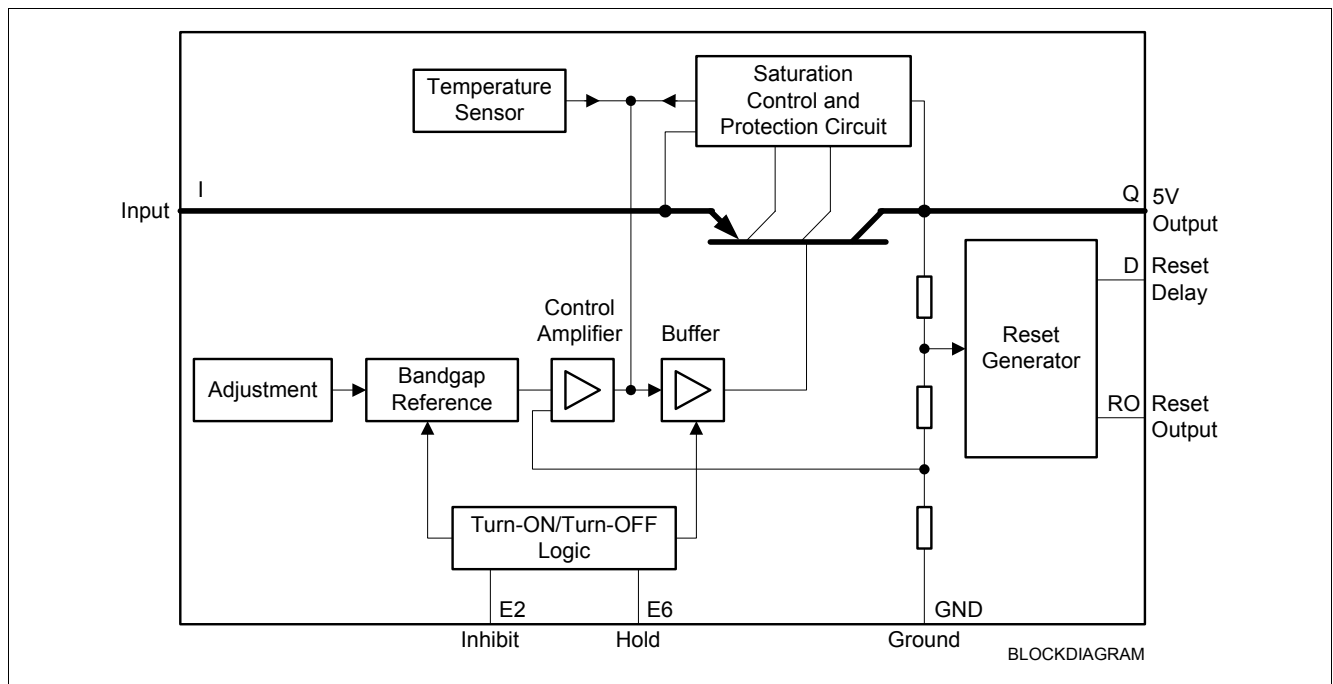 Temperature
Sensor
Saturation
Control and
Protection Circuit
I
Input
Q
5V
Output
D
Reset
Delay
Control
Amplifier
Buffer
Reset
Generator
Adjustment
Bandgap
Reference
RO
Reset
Output
Turn-ON/Turn-OFF
Logic
E2
Inhibit
E6
Hold
GND
Ground
BLOCKDIAGRAM